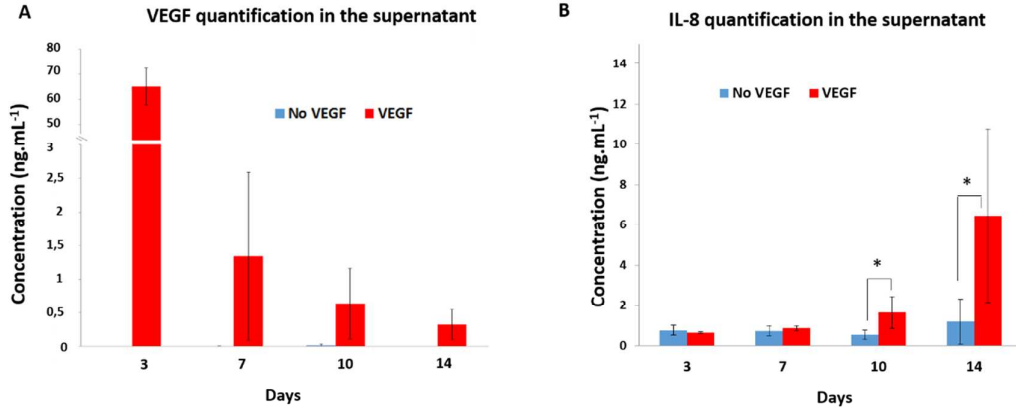 A
VEGF quantification in the supernatant
Concentration (ng.mL⁻¹)
80
70
60
50
3
2,5
2
1,5
1
0,5
0
No VEGF VEGF
3 7 10 14
Days
B
IL-8 quantification in the supernatant
Concentration (ng.mL⁻¹)
14
12
10
8
6
4
2
0
No VEGF VEGF
*
*
3 7 10 14
Days